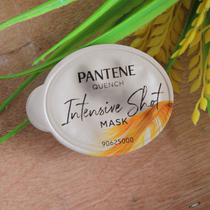 PANTENE
QUENCH
Intensive Shot
MASK
90625000